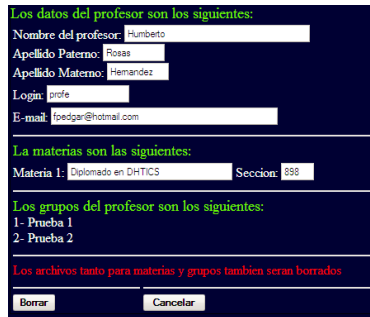 Los datos del profesor son los siguientes:
Nombre del profesor: Humberto
Apellido Paterno: Rosas
Apellido Materno: Hernandez
Login: profe
E-mail: fpedgar@hotmail.com
La materias son las siguientes:
Materia 1: Diplomado en DHTICS Seccion: 898
Los grupos del profesor son los siguientes:
1- Prueba 1
2- Prueba 2
Los archivos tanto para materias y grupos tambien seran borrados
Borrar Cancelar